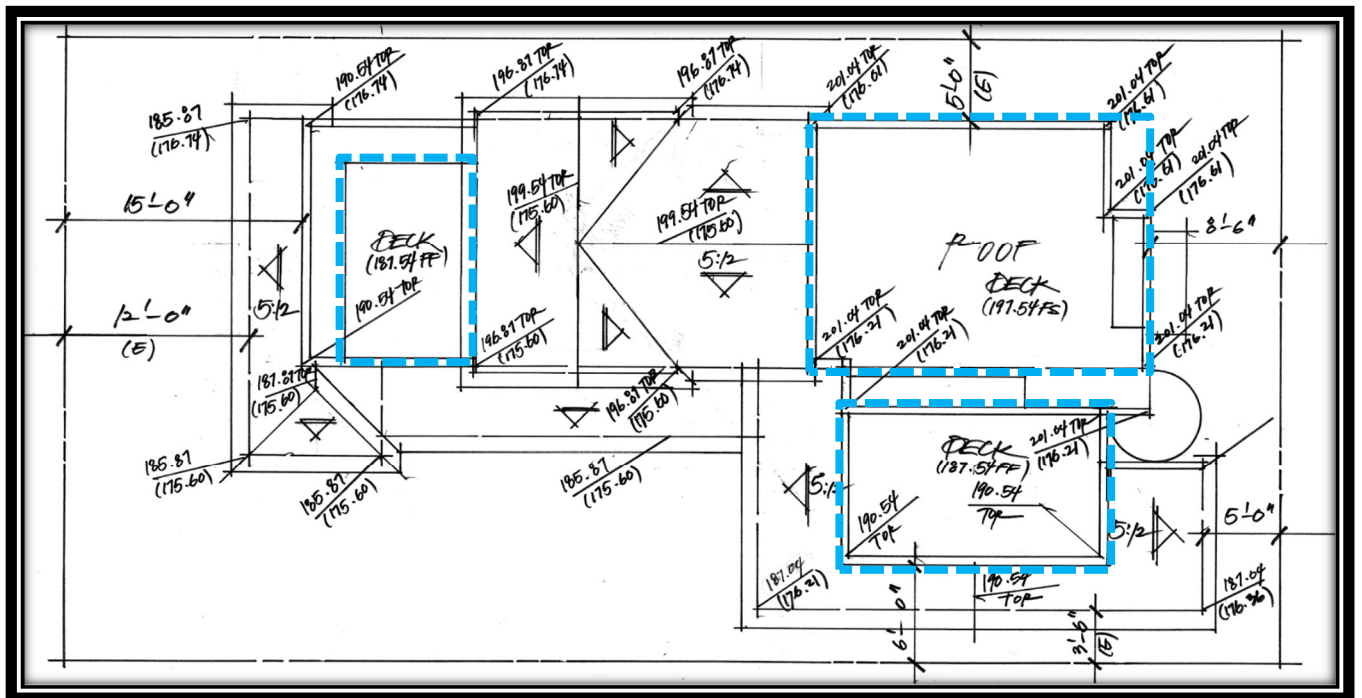 190.54 TOP
(176.74)
196.87 TOP
(176.74)
196.87 TOP
(176.74)
201.04 TOP
(176.61)
5'-0"
(E)
201.04 TOP
(176.61)
185.87
(176.74)
201.04 TOP
(176.61)
201.04 TOP
(176.61)
15'-0"
199.54 TOP
(175.60)
199.54 TOP
(175.60)
8'-6"
DECK
(187.54 FF)
ROOF
DECK
(197.54 FS)
5:12
5:12
190.54 TOP
12'-0"
(E)
196.87 TOP
(175.60)
201.04 TOP
(176.21)
201.04 TOP
(176.21)
201.04 TOP
(176.21)
187.87 TOP
(175.60)
196.87 TOP
(175.60)
185.87
(175.60)
185.87
(175.60)
185.87
(175.60)
DECK
(187.54 FF)
201.04 TOP
(176.21)
190.54
TOP
190.54
TOP
5:12
5'-0"
187.04
(176.21)
190.54
TOP
187.04
(176.36)
6'-0"
3'-6"
(E)